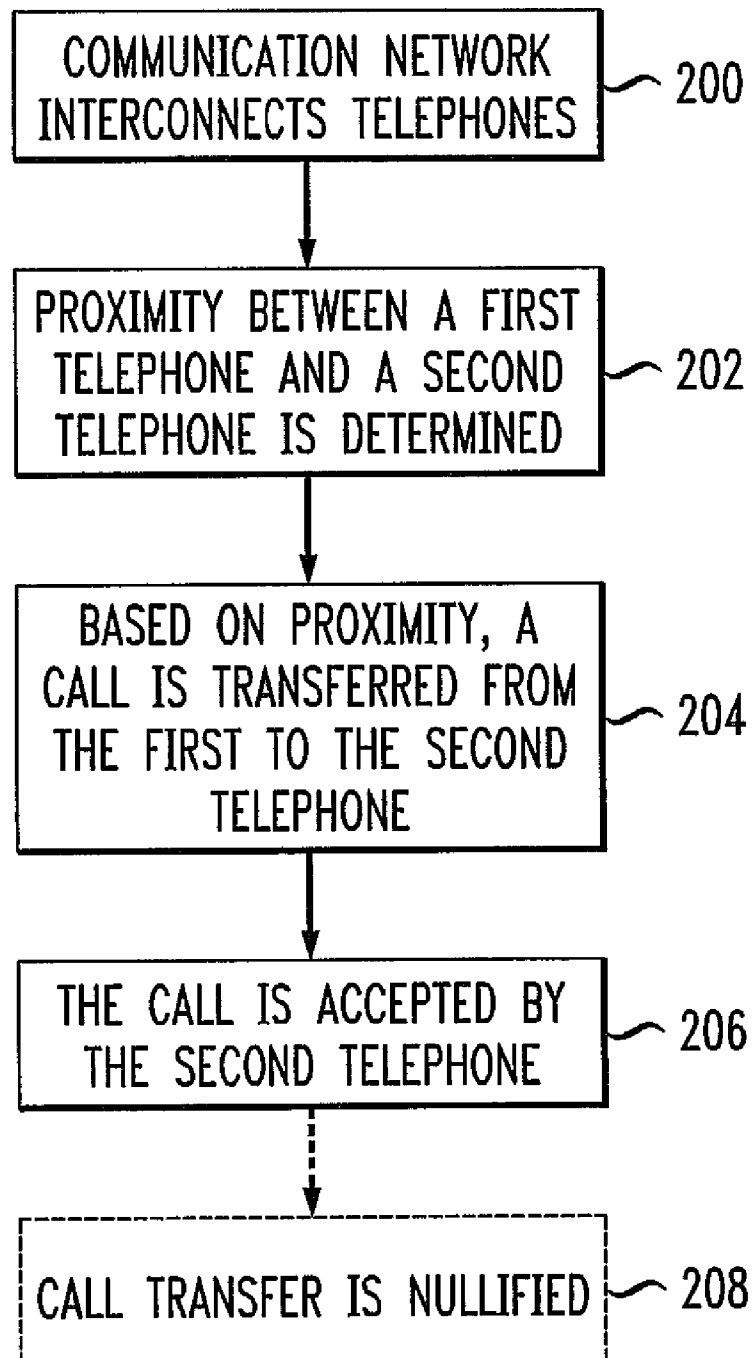 COMMUNICATION NETWORK
INTERCONNECTS TELEPHONES
200
PROXIMITY BETWEEN A FIRST
TELEPHONE AND A SECOND
TELEPHONE IS DETERMINED
202
BASED ON PROXIMITY, A
CALL IS TRANSFERRED FROM
THE FIRST TO THE SECOND
TELEPHONE
204
THE CALL IS ACCEPTED BY
THE SECOND TELEPHONE
206
CALL TRANSFER IS NULLIFIED
208